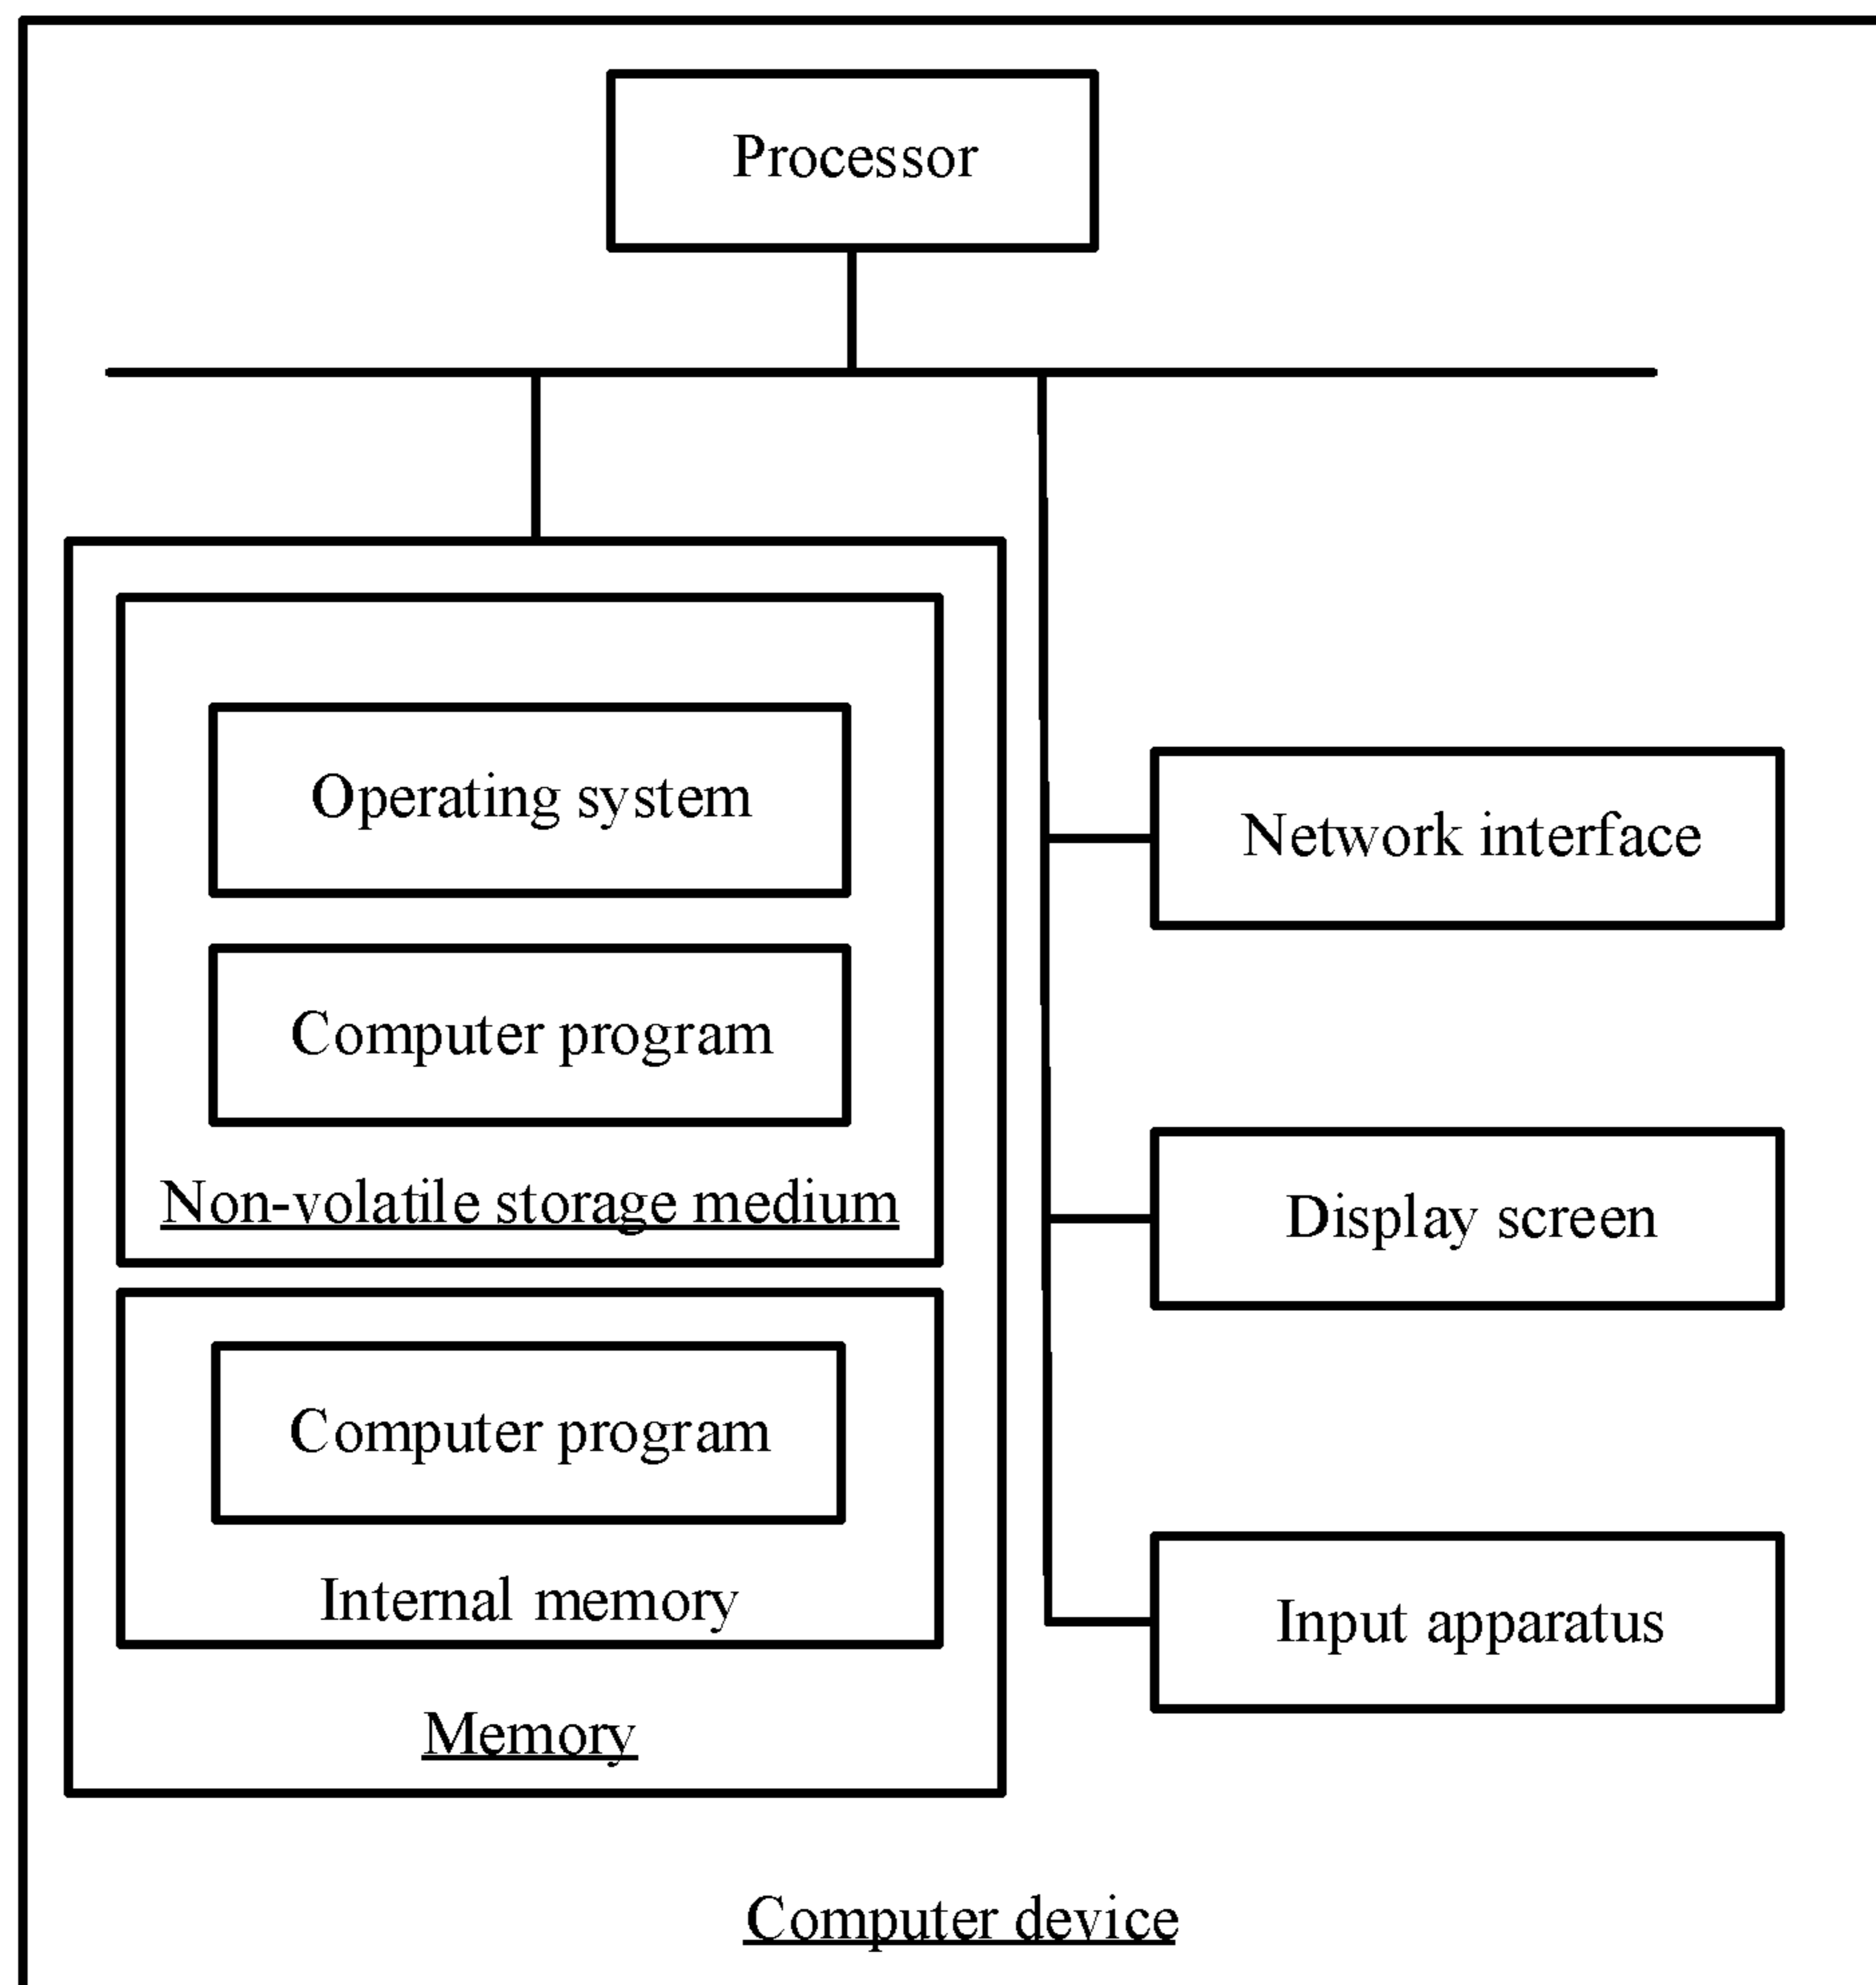 Processor
Operating system
Computer program
Non-volatile storage medium
Computer program
Internal memory
Memory
Network interface
Display screen
Input apparatus
Computer device